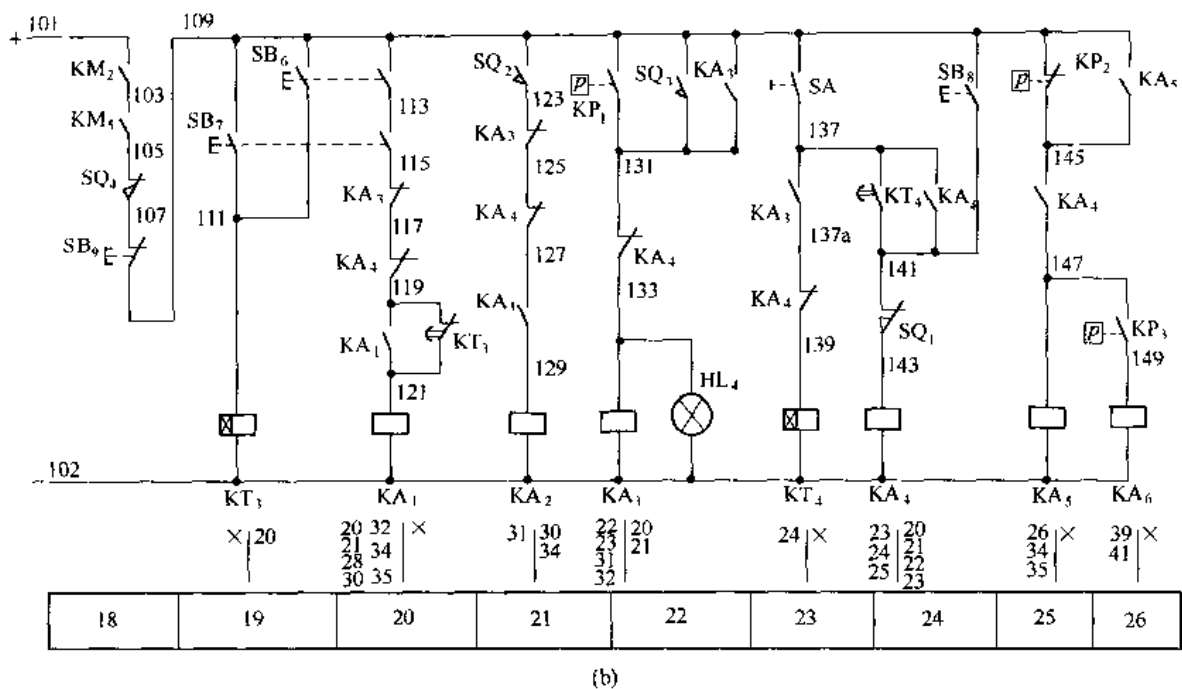 101
109
+
KM₂
103
KM₅
105
SQ₄
107
SB₉
SB₆
SB₇
111
113
115
KA₃
117
KA₄
119
KA₁
KT₃
121
SQ₂
123
KA₃
125
KA₄
127
KA₁
129
p
KP₁
SQ₃
KA₃
131
KA₄
133
HL₄
SA
137
KA₃
137a
KA₄
139
KT₄
KA₄
SB₈
141
SQ₁
143
p
KP₂
KA₅
145
KA₄
147
p
KP₃
149
102
KT₃ KA₁ KA₂ KA₃ KT₄ KA₄ KA₅ KA₆
× 20
20 32 ×
21 34
28
30 35
31 30
34
22 20
23 21
31
32
24 ×
23 20
24 21
25 22
23
26 ×
34
35
39 ×
41
18 19 20 21 22 23 24 25 26
(b)